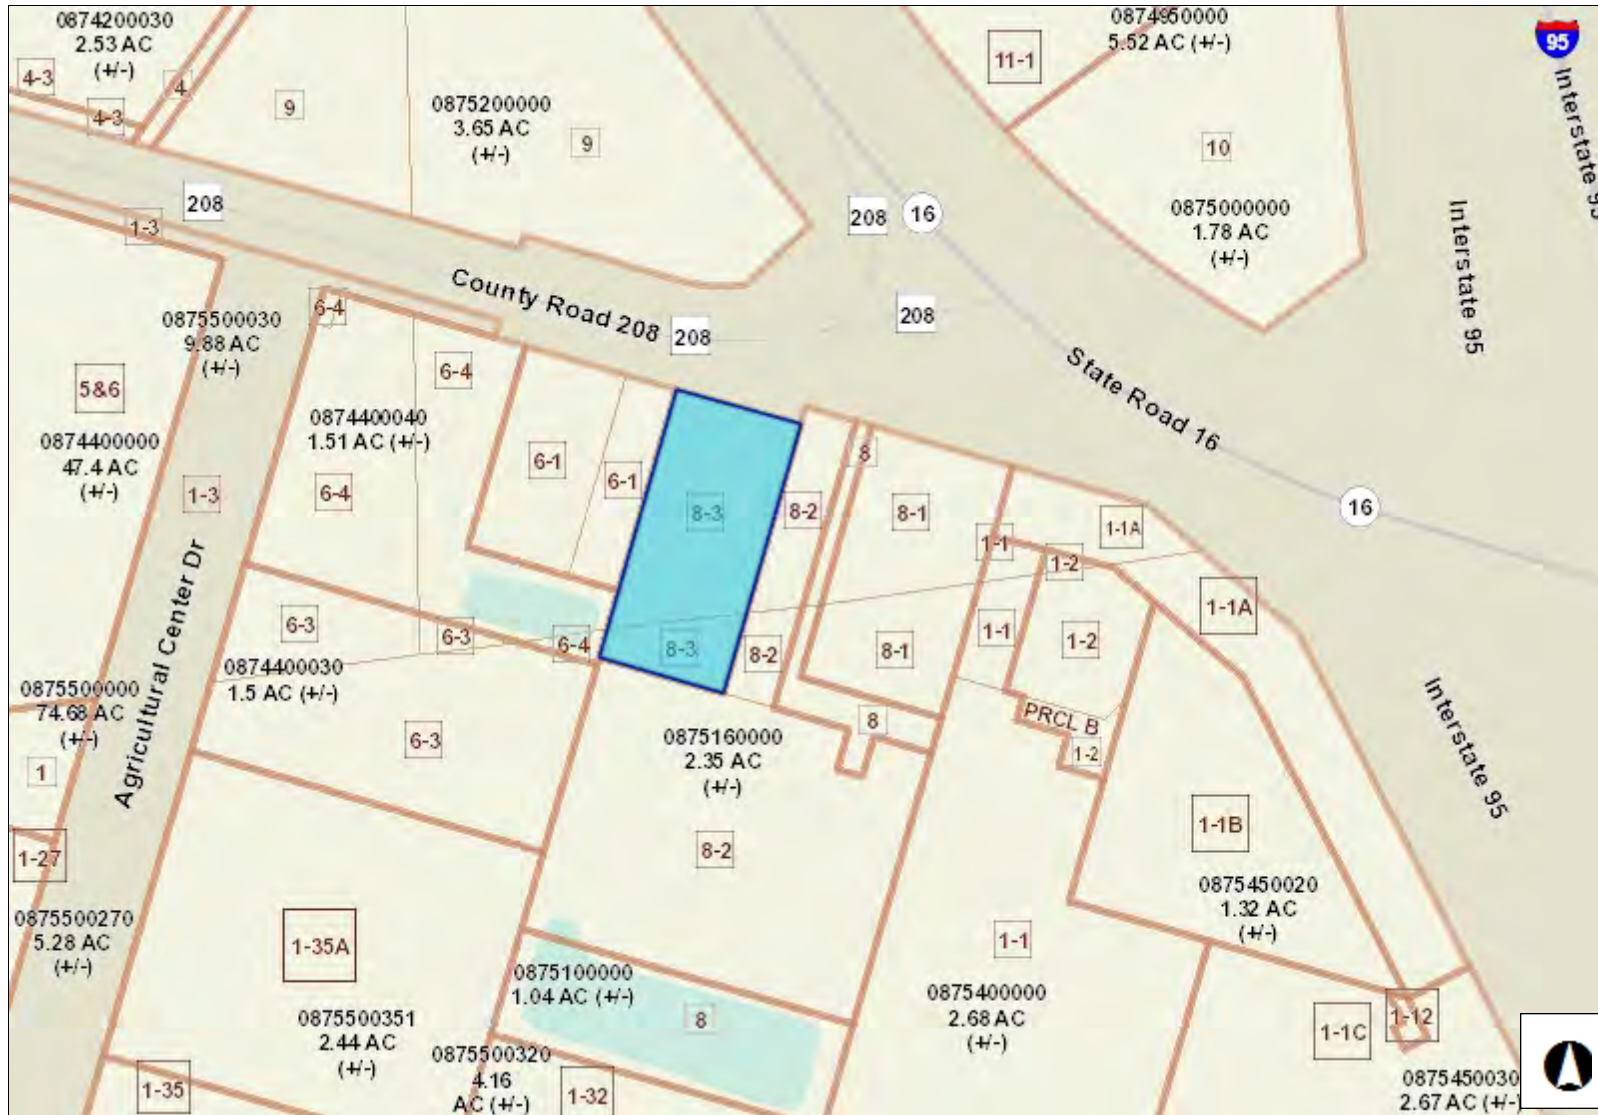 0874200030
2.53 AC
(+/-)
4-3
4
4-3
9
0875200000
3.65 AC
(+/-)
9
11-1
0874950000
5.52 AC (+/-)
95
Interstate 95
10
0875000000
1.78 AC
(+/-)
Interstate 95
208
1-3
208
16
County Road 208
208
208
State Road 16
16
6-4
0875500030
9.88 AC
(+/-)
5&6
0874400000
47.4 AC
(+/-)
1-3
6-4
0874400040
1.51 AC (+/-)
6-4
6-1
6-1
8-3
8-2
8
8-1
1-1
1-1A
1-2
1-1A
Agricultural Center Dr
6-3
6-3
6-4
8-3
8-2
8-1
1-1
1-2
0874400030
1.5 AC (+/-)
0875500000
74.68 AC
(+/-)
6-3
1
0875160000
2.35 AC
(+/-)
8
PRCL B
1-2
Interstate 95
8-2
1-1B
0875450020
1.32 AC
(+/-)
1-27
0875500270
5.28 AC
(+/-)
1-35A
0875500351
2.44 AC
(+/-)
0875100000
1.04 AC (+/-)
8
1-1
0875400000
2.68 AC
(+/-)
1-12
1-1C
1-35
0875500320
4.16
AC (+/-)
1-32
0875450030
2.67 AC (+/-)